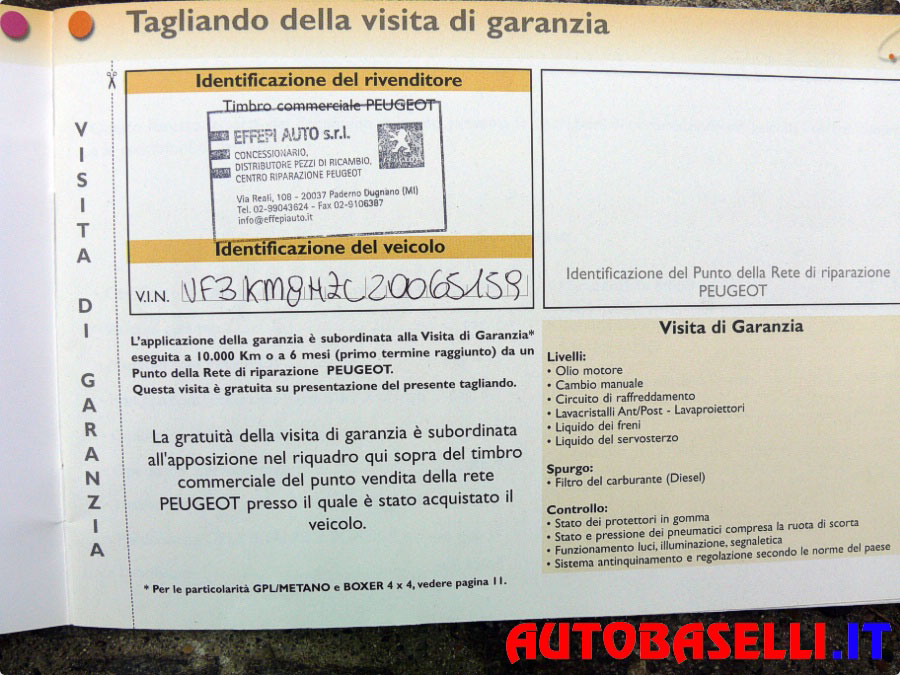 Tagliando della visita di garanzia
VISITA DI GARANZIA
Identificazione del rivenditore
Timbro commerciale PEUGEOT
EFFEPI AUTO s.r.l.
CONCESSIONARIO,
DISTRIBUTORE PEZZI DI RICAMBIO,
CENTRO RIPARAZIONE PEUGEOT
PEUGEOT
Via Reali, 108 - 20037 Paderno Dugnano (MI)
Tel. 02-99043624 - Fax 02-9106387
info@effepiauto.it
Identificazione del veicolo
V.I.N. VF3KM9HZC20065159
L'applicazione della garanzia è subordinata alla Visita di Garanzia*
eseguita a 10.000 Km o a 6 mesi (primo termine raggiunto) da un
Punto della Rete di riparazione PEUGEOT.
Questa visita è gratuita su presentazione del presente tagliando.
La gratuità della visita di garanzia è subordinata
all'apposizione nel riquadro qui sopra del timbro
commerciale del punto vendita della rete
PEUGEOT presso il quale è stato acquistato il
veicolo.
* Per le particolarità GPL/METANO e BOXER 4 x 4, vedere pagina 11.
Identificazione del Punto della Rete di riparazione
PEUGEOT
Visita di Garanzia
Livelli:
• Olio motore
• Cambio manuale
• Circuito di raffreddamento
• Lavacristalli Ant/Post - Lavaproiettori
• Liquido dei freni
• Liquido del servosterzo
Spurgo:
• Filtro del carburante (Diesel)
Controllo:
• Stato dei protettori in gomma
• Stato e pressione dei pneumatici compresa la ruota di scorta
• Funzionamento luci, illuminazione, segnaletica
• Sistema antinquinamento e regolazione secondo le norme del paese
AUTOBASELLI.IT